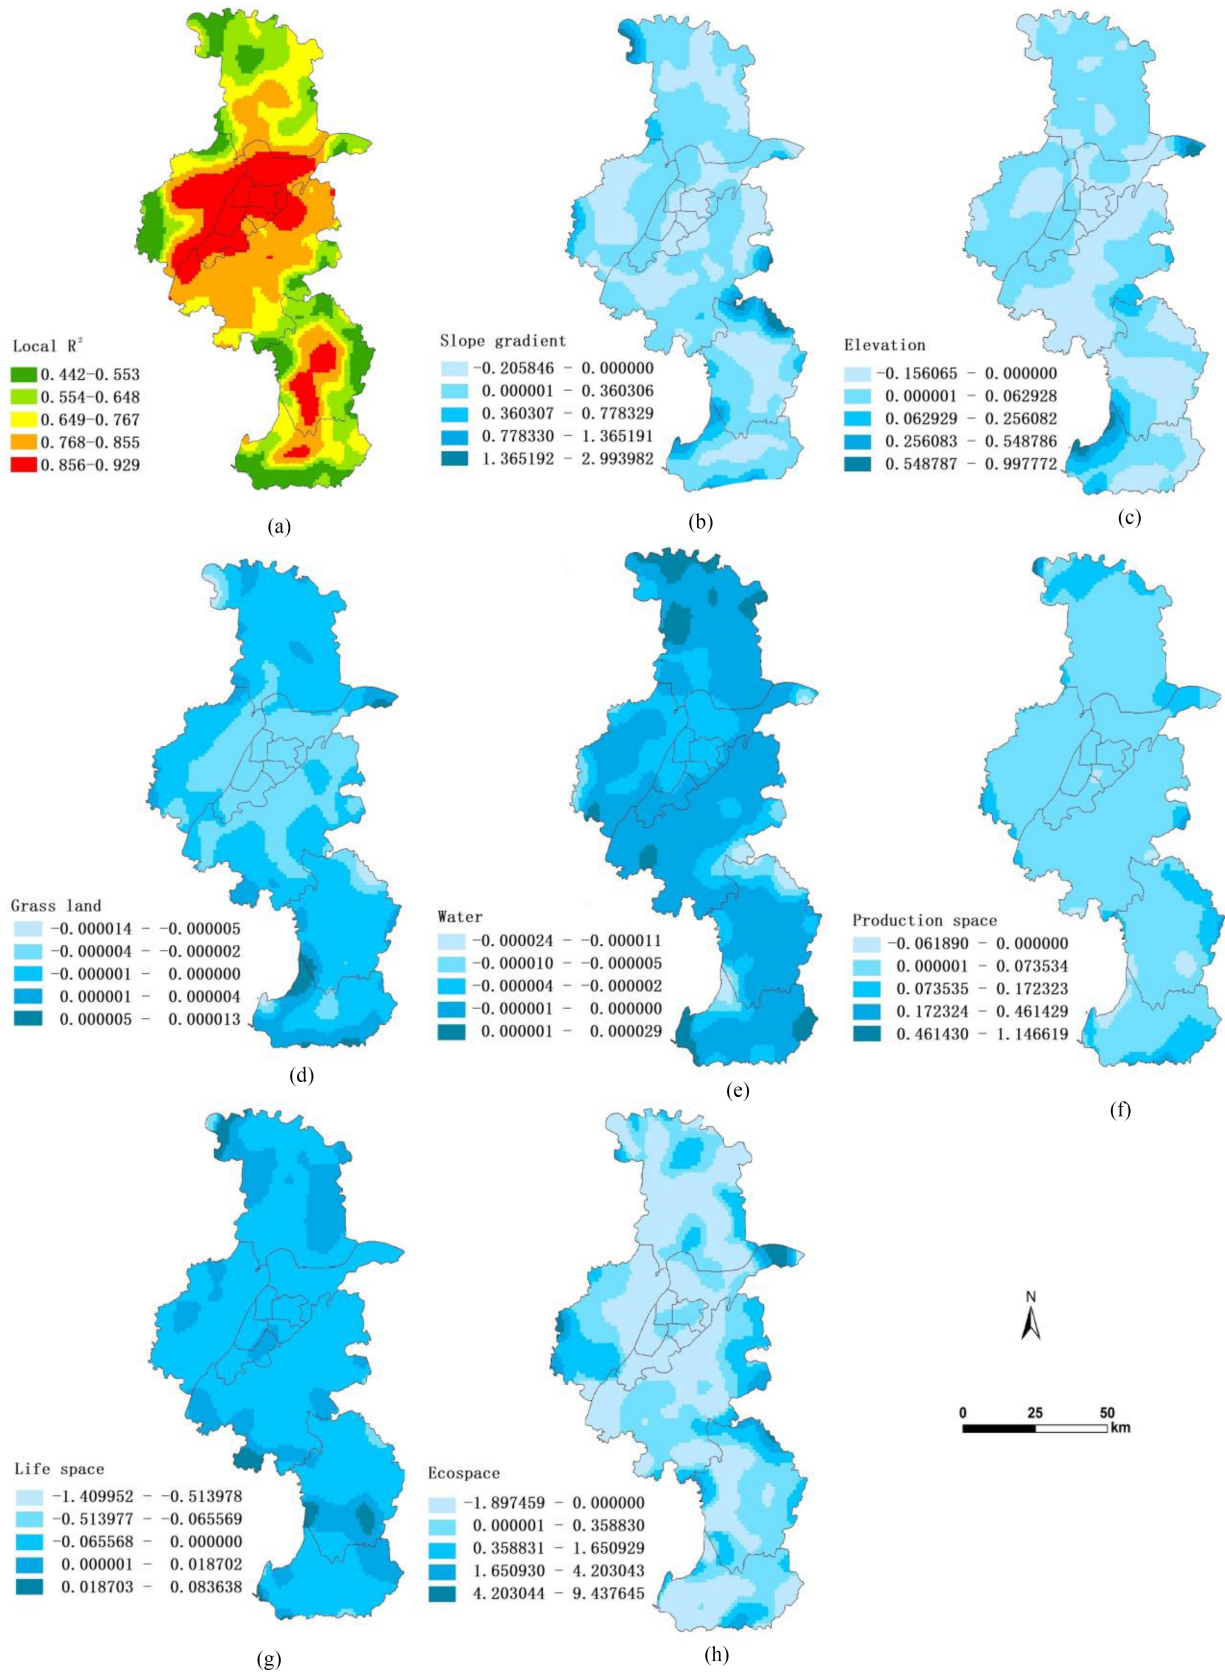 Local R²
0.442-0.553
0.554-0.648
0.649-0.767
0.768-0.855
0.856-0.929
(a)
Slope gradient
-0.205846 - 0.000000
0.000001 - 0.360306
0.360307 - 0.778329
0.778330 - 1.365191
1.365192 - 2.993982
(b)
Elevation
-0.156065 - 0.000000
0.000001 - 0.062928
0.062929 - 0.256082
0.256083 - 0.548786
0.548787 - 0.997772
(c)
Grass land
-0.000014 - -0.000005
-0.000004 - -0.000002
-0.000001 - 0.000000
0.000001 - 0.000004
0.000005 - 0.000013
(d)
Water
-0.000024 - -0.000011
-0.000010 - -0.000005
-0.000004 - -0.000002
-0.000001 - 0.000000
0.000001 - 0.000029
(e)
Production space
-0.061890 - 0.000000
0.000001 - 0.073534
0.073535 - 0.172323
0.172324 - 0.461429
0.461430 - 1.146619
(f)
Life space
-1.409952 - -0.513978
-0.513977 - -0.065569
-0.065568 - 0.000000
0.000001 - 0.018702
0.018703 - 0.083638
(g)
Ecospace
-1.897459 - 0.000000
0.000001 - 0.358830
0.358831 - 1.650929
1.650930 - 4.203043
4.203044 - 9.437645
(h)
N
0 25 50
km